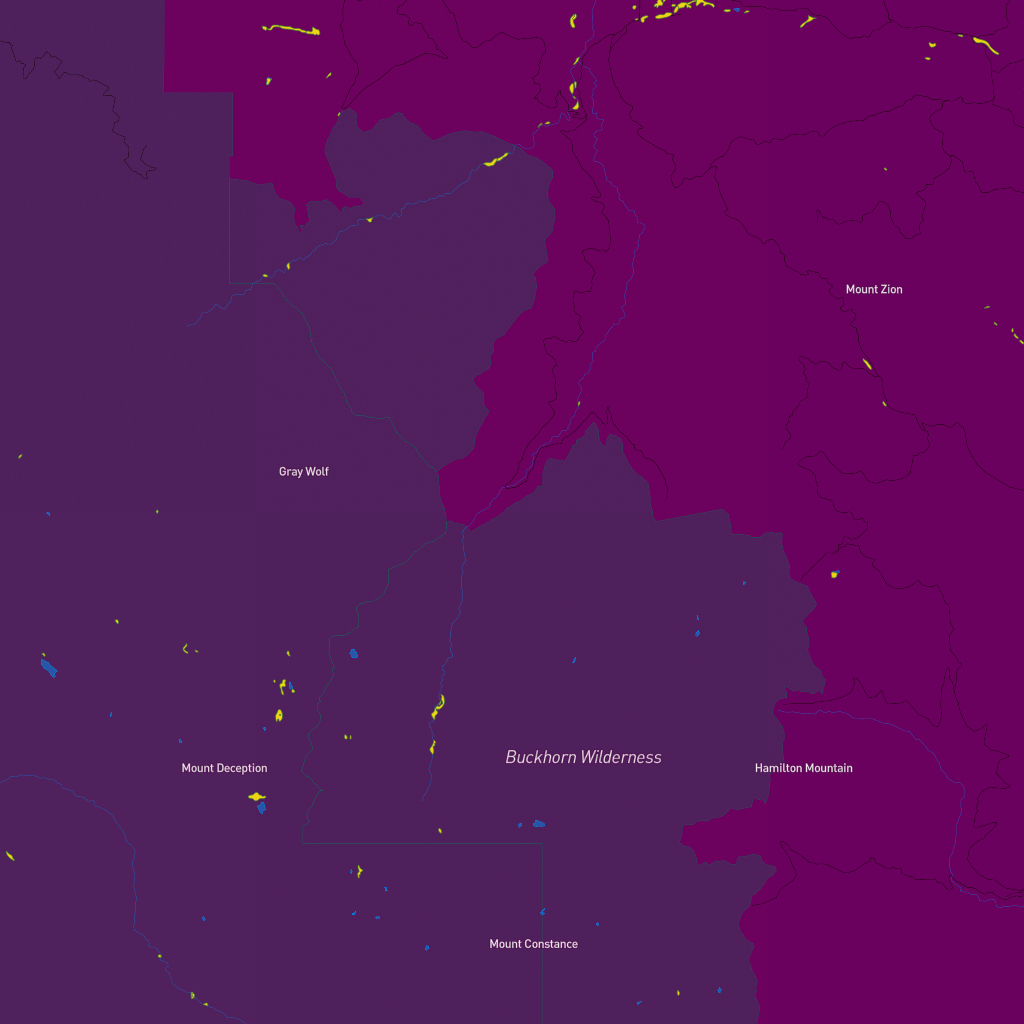 Mount Zion
Gray Wolf
Buckhorn Wilderness
Mount Deception
Hamilton Mountain
Mount Constance